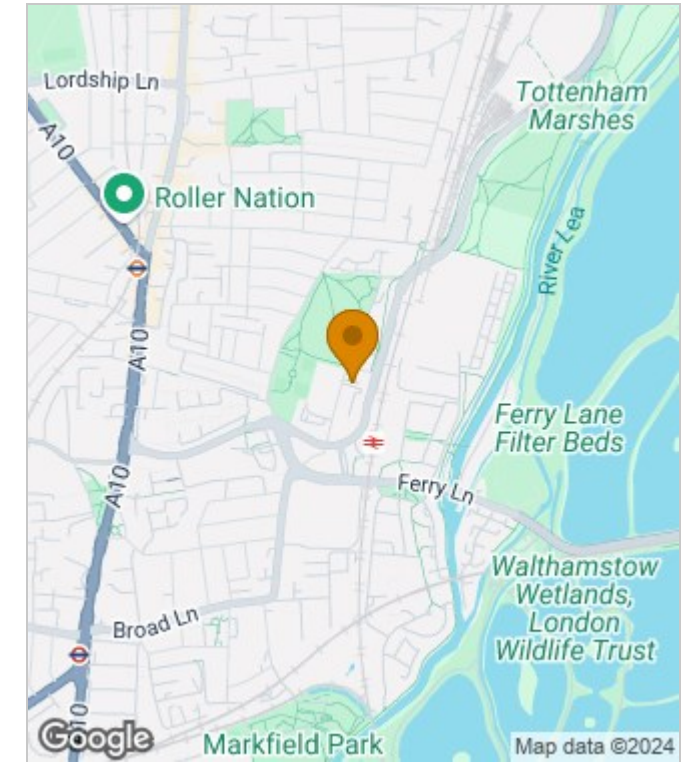 Lordship Ln
A10
Roller Nation
Tottenham
Marshes
River Lea
A10
Ferry Lane
Filter Beds
A10
Ferry Ln
Walthamstow
Wetlands,
London
Wildlife Trust
Broad Ln
Markfield Park
Google
Map data ©2024